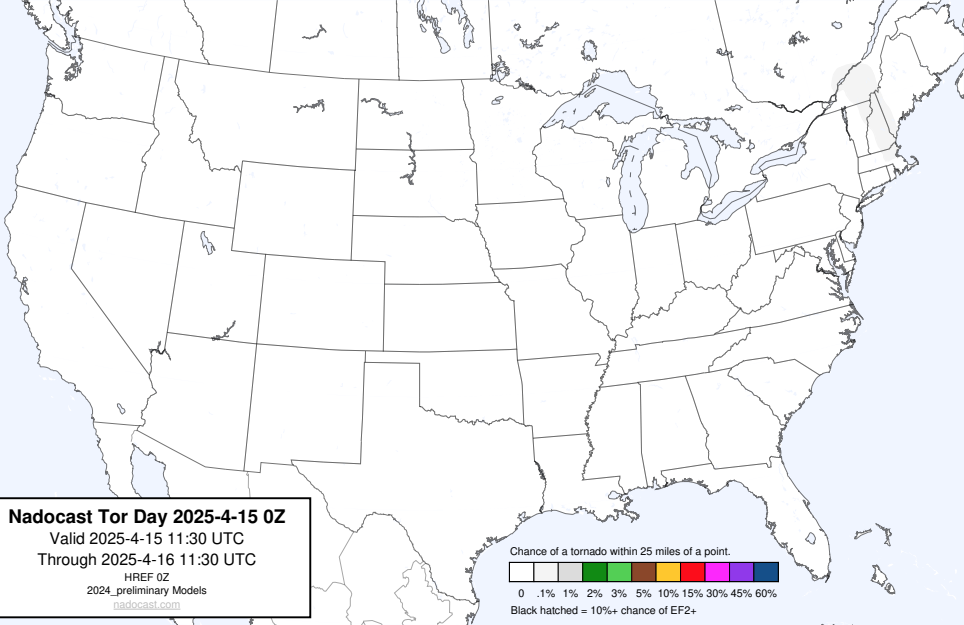 Nadocast Tor Day 2025-4-15 0Z
Valid 2025-4-15 11:30 UTC
Through 2025-4-16 11:30 UTC
HREF 0Z
2024_preliminary Models
nadocast.com
Chance of a tornado within 25 miles of a point.
0 .1% 1% 2% 3% 5% 10% 15% 30% 45% 60%
Black hatched = 10%+ chance of EF2+